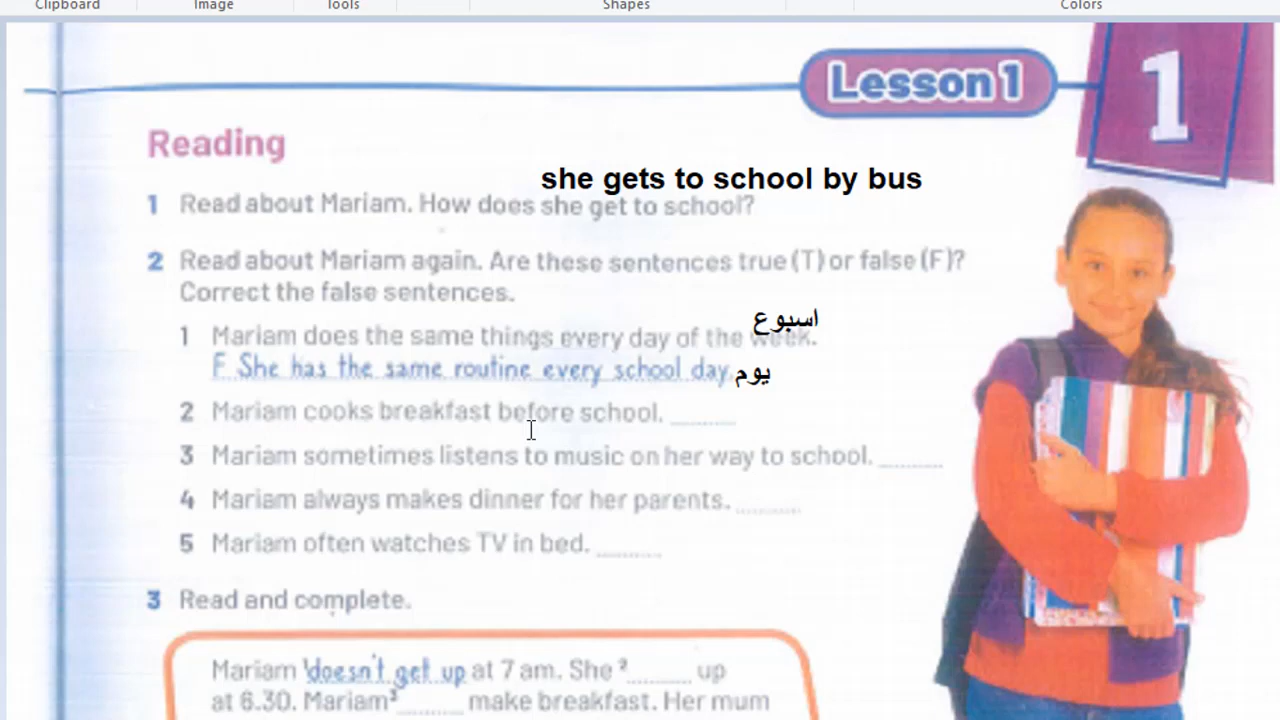 Clipboard Image Tools Shapes Colors
Lesson 1 1
Reading
she gets to school by bus
1 Read about Mariam. How does she get to school?
2 Read about Mariam again. Are these sentences true (T) or false (F)?
Correct the false sentences.
اسبوع
1 Mariam does the same things every day of the week.
F She has the same routine every school day. يوم
2 Mariam cooks breakfast before school. ........
3 Mariam sometimes listens to music on her way to school. ........
4 Mariam always makes dinner for her parents. ........
5 Mariam often watches TV in bed. ........
3 Read and complete.
Mariam ¹doesn't get up at 7 am. She ²........ up
at 6.30. Mariam³........ make breakfast. Her mum